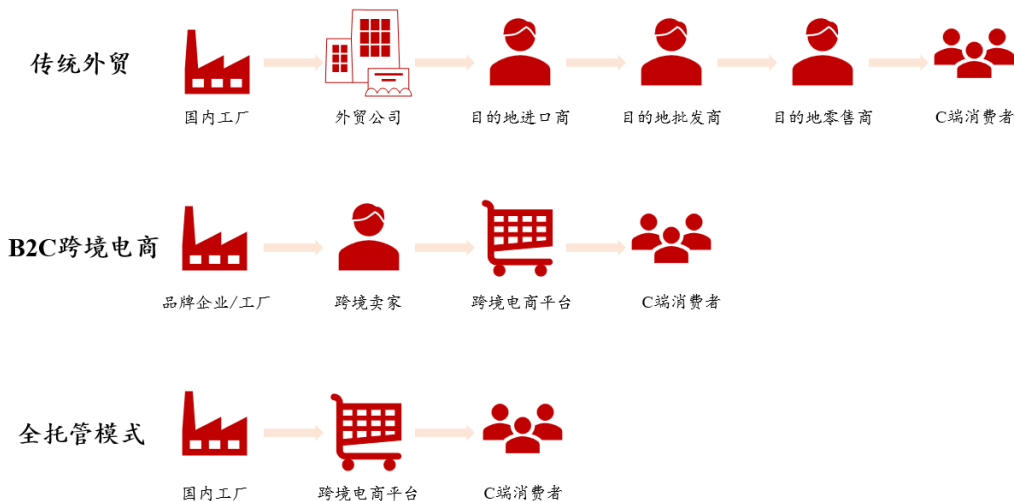 传统外贸
国内工厂
外贸公司
目的地进口商
目的地批发商
目的地零售商
C端消费者
B2C跨境电商
品牌企业/工厂
跨境卖家
跨境电商平台
C端消费者
全托管模式
国内工厂
跨境电商平台
C端消费者